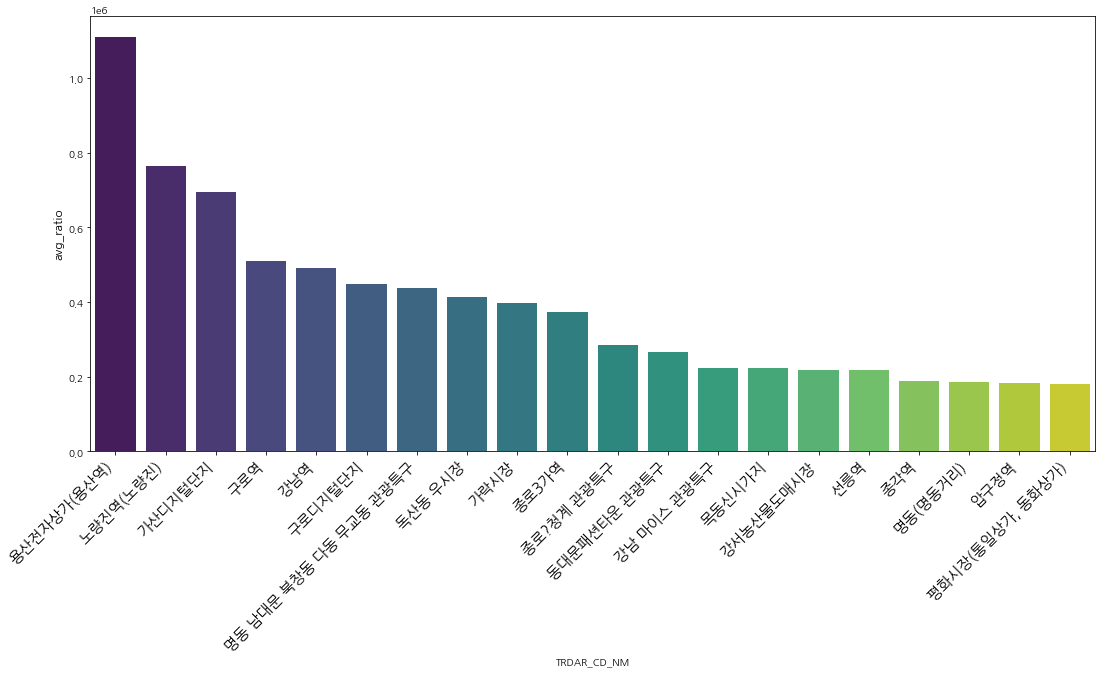 1e6
1.0
0.8
0.6
0.4
0.2
0.0
avg_ratio
용산전자상가(용산역)
노량진역(노량진)
가산디지털단지
구로역
강남역
구로디지털단지
명동 남대문 북창동 다동 무교동 관광특구
독산동 우시장
가락시장
종로3가역
종로?청계 관광특구
동대문패션타운 관광특구
강남 마이스 관광특구
목동신시가지
강서농산물도매시장
선릉역
종각역
명동(명동거리)
압구정역
평화시장(통일상가, 동화상가)
TRDAR_CD_NM